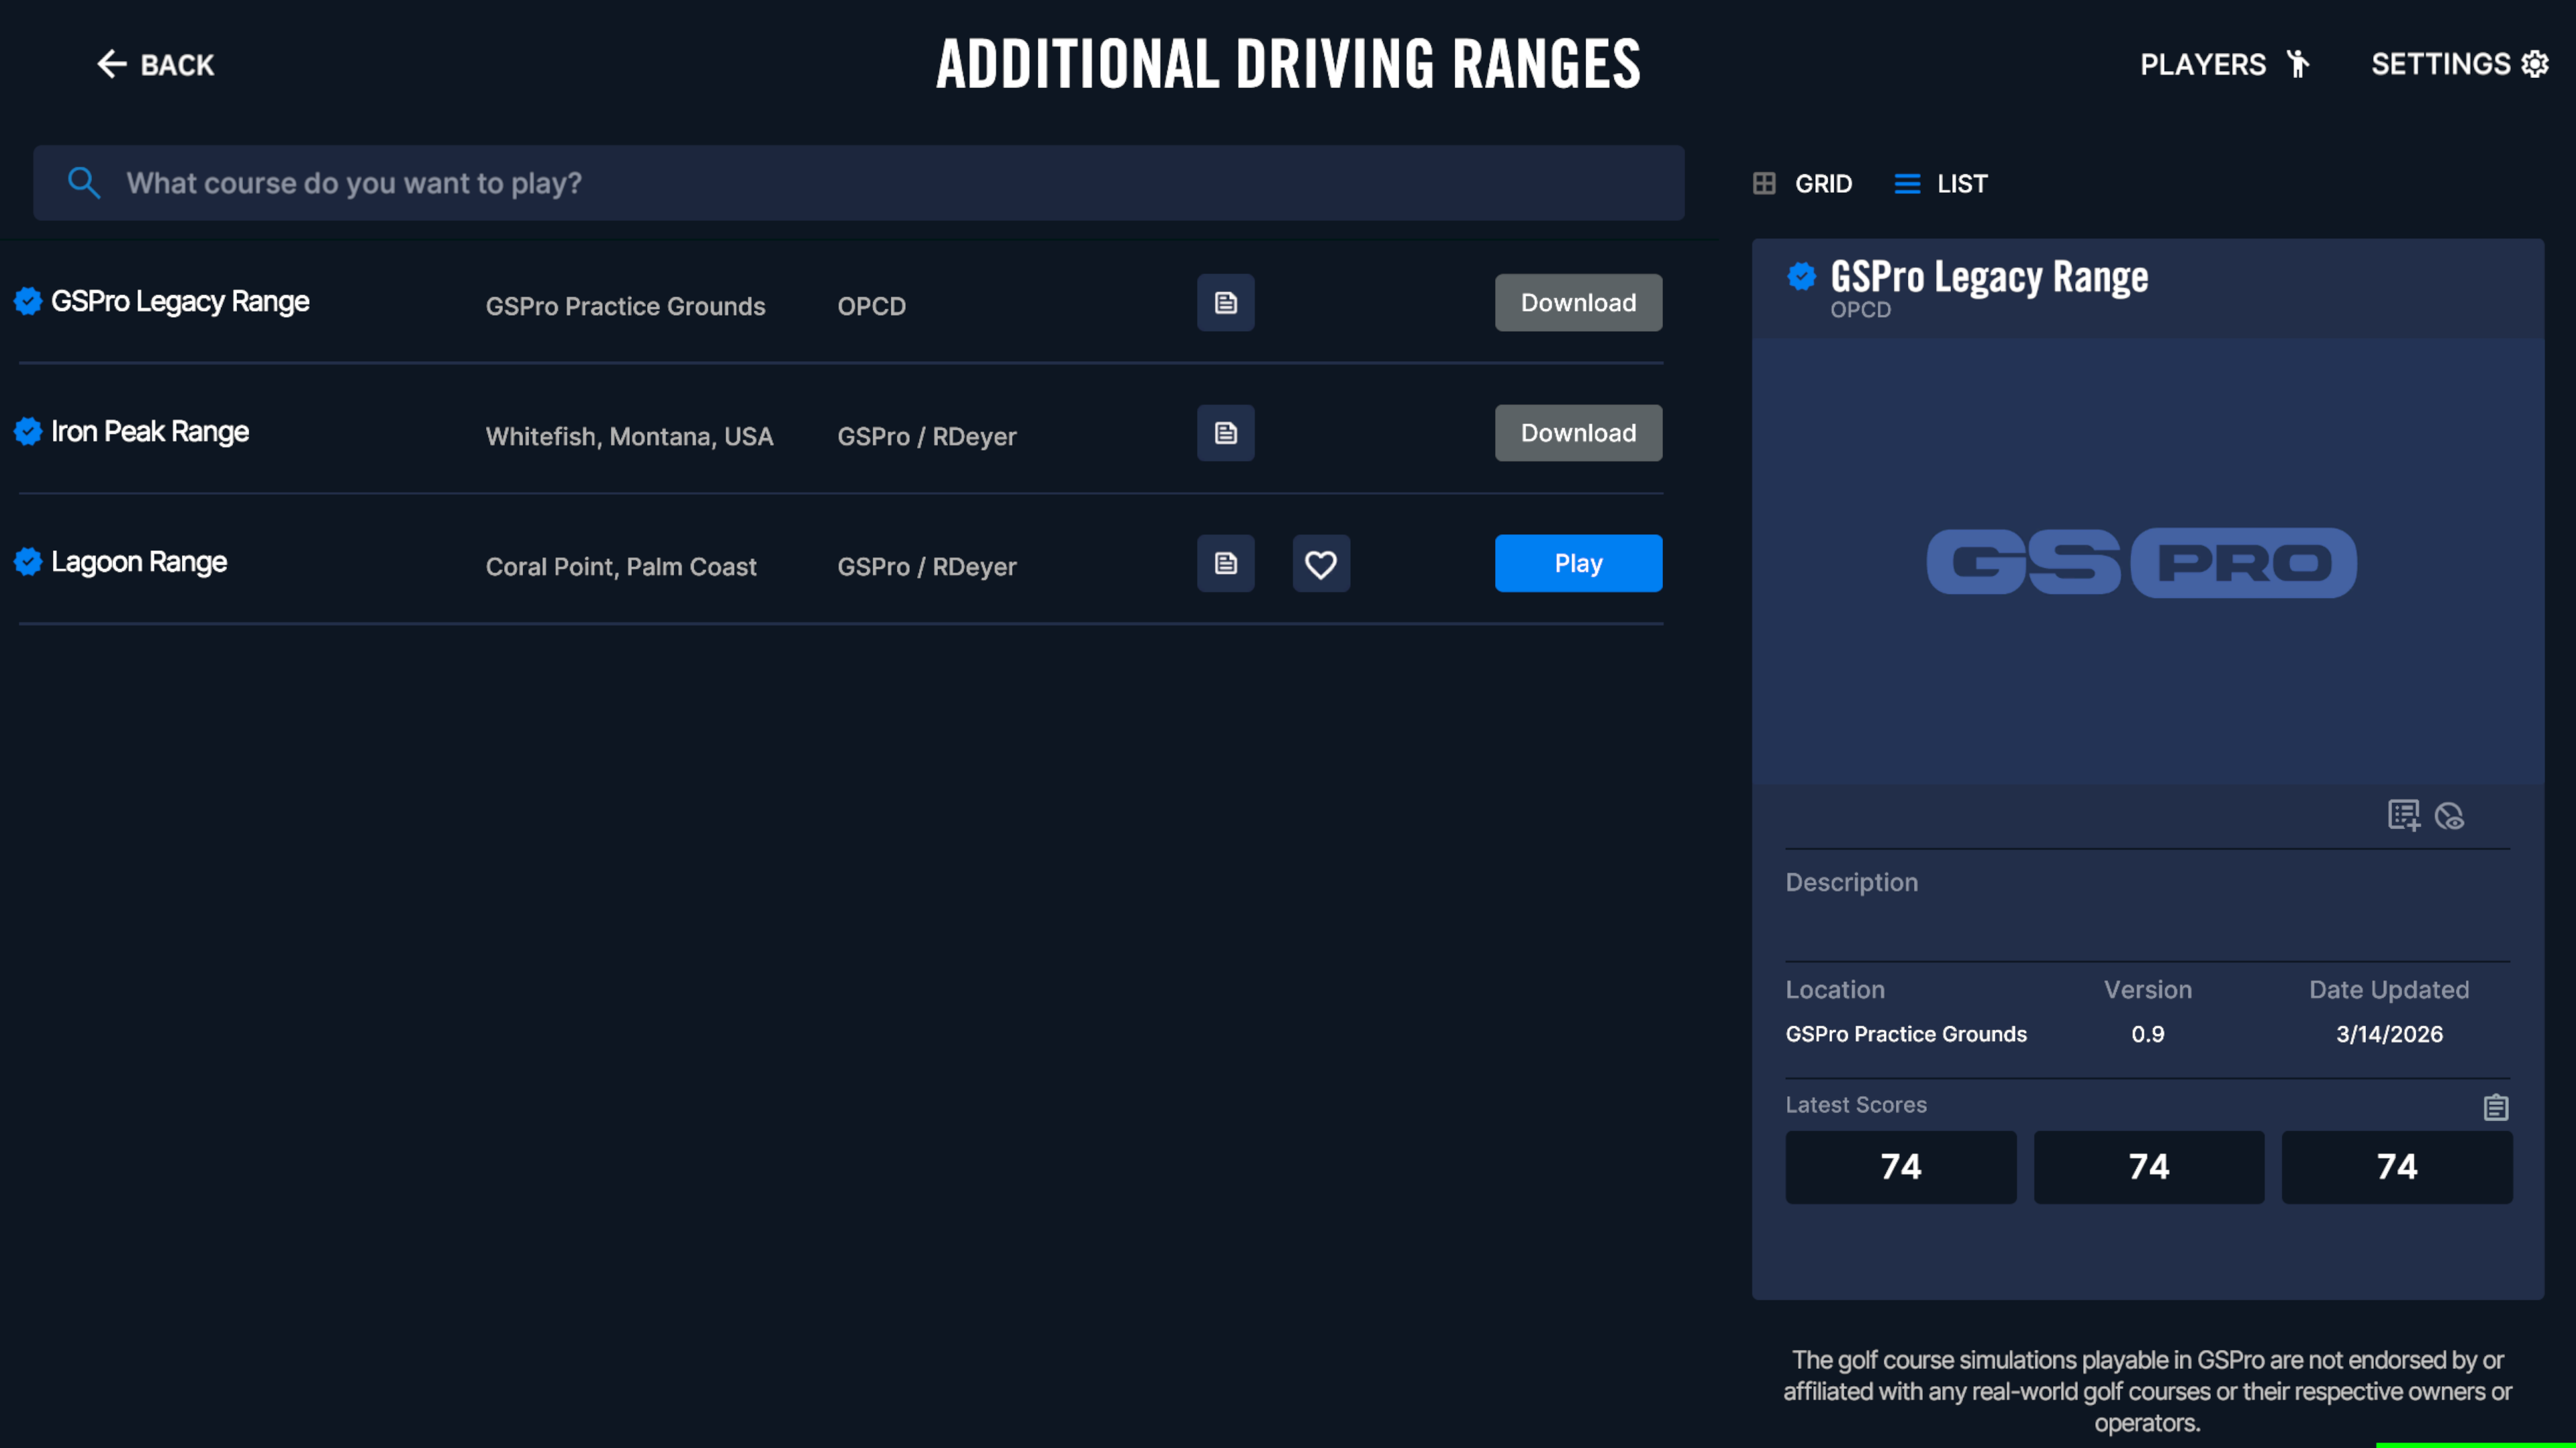 BACK
ADDITIONAL DRIVING RANGES
PLAYERS
SETTINGS
What course do you want to play?
GRID
LIST
GSPro Legacy Range
GSPro Practice Grounds
OPCD
Download
Iron Peak Range
Whitefish, Montana, USA
GSPro / RDeyer
Download
Lagoon Range
Coral Point, Palm Coast
GSPro / RDeyer
Play
GSPro Legacy Range
OPCD
GSPRO
Description
Location
Version
Date Updated
GSPro Practice Grounds
0.9
3/14/2026
Latest Scores
74
74
74
The golf course simulations playable in GSPro are not endorsed by or
affiliated with any real-world golf courses or their respective owners or
operators.